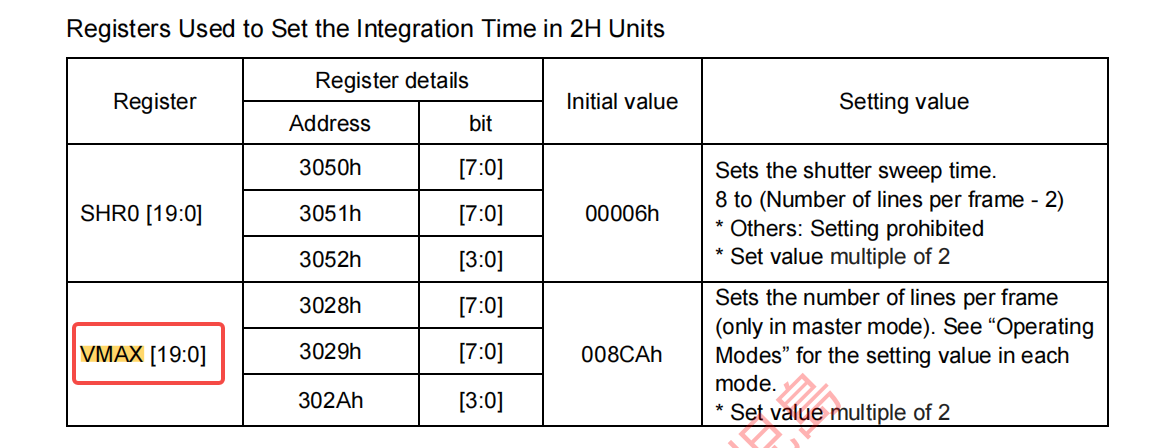 Registers Used to Set the Integration Time in 2H Units
Register
Register details
Initial value
Setting value
Address
bit
SHR0 [19:0]
3050h
[7:0]
3051h
[7:0]
3052h
[3:0]
00006h
Sets the shutter sweep time.
8 to (Number of lines per frame - 2)
* Others: Setting prohibited
* Set value multiple of 2
VMAX [19:0]
3028h
[7:0]
3029h
[7:0]
302Ah
[3:0]
008CAh
Sets the number of lines per frame
(only in master mode). See “Operating
Modes” for the setting value in each
mode.
* Set value multiple of 2